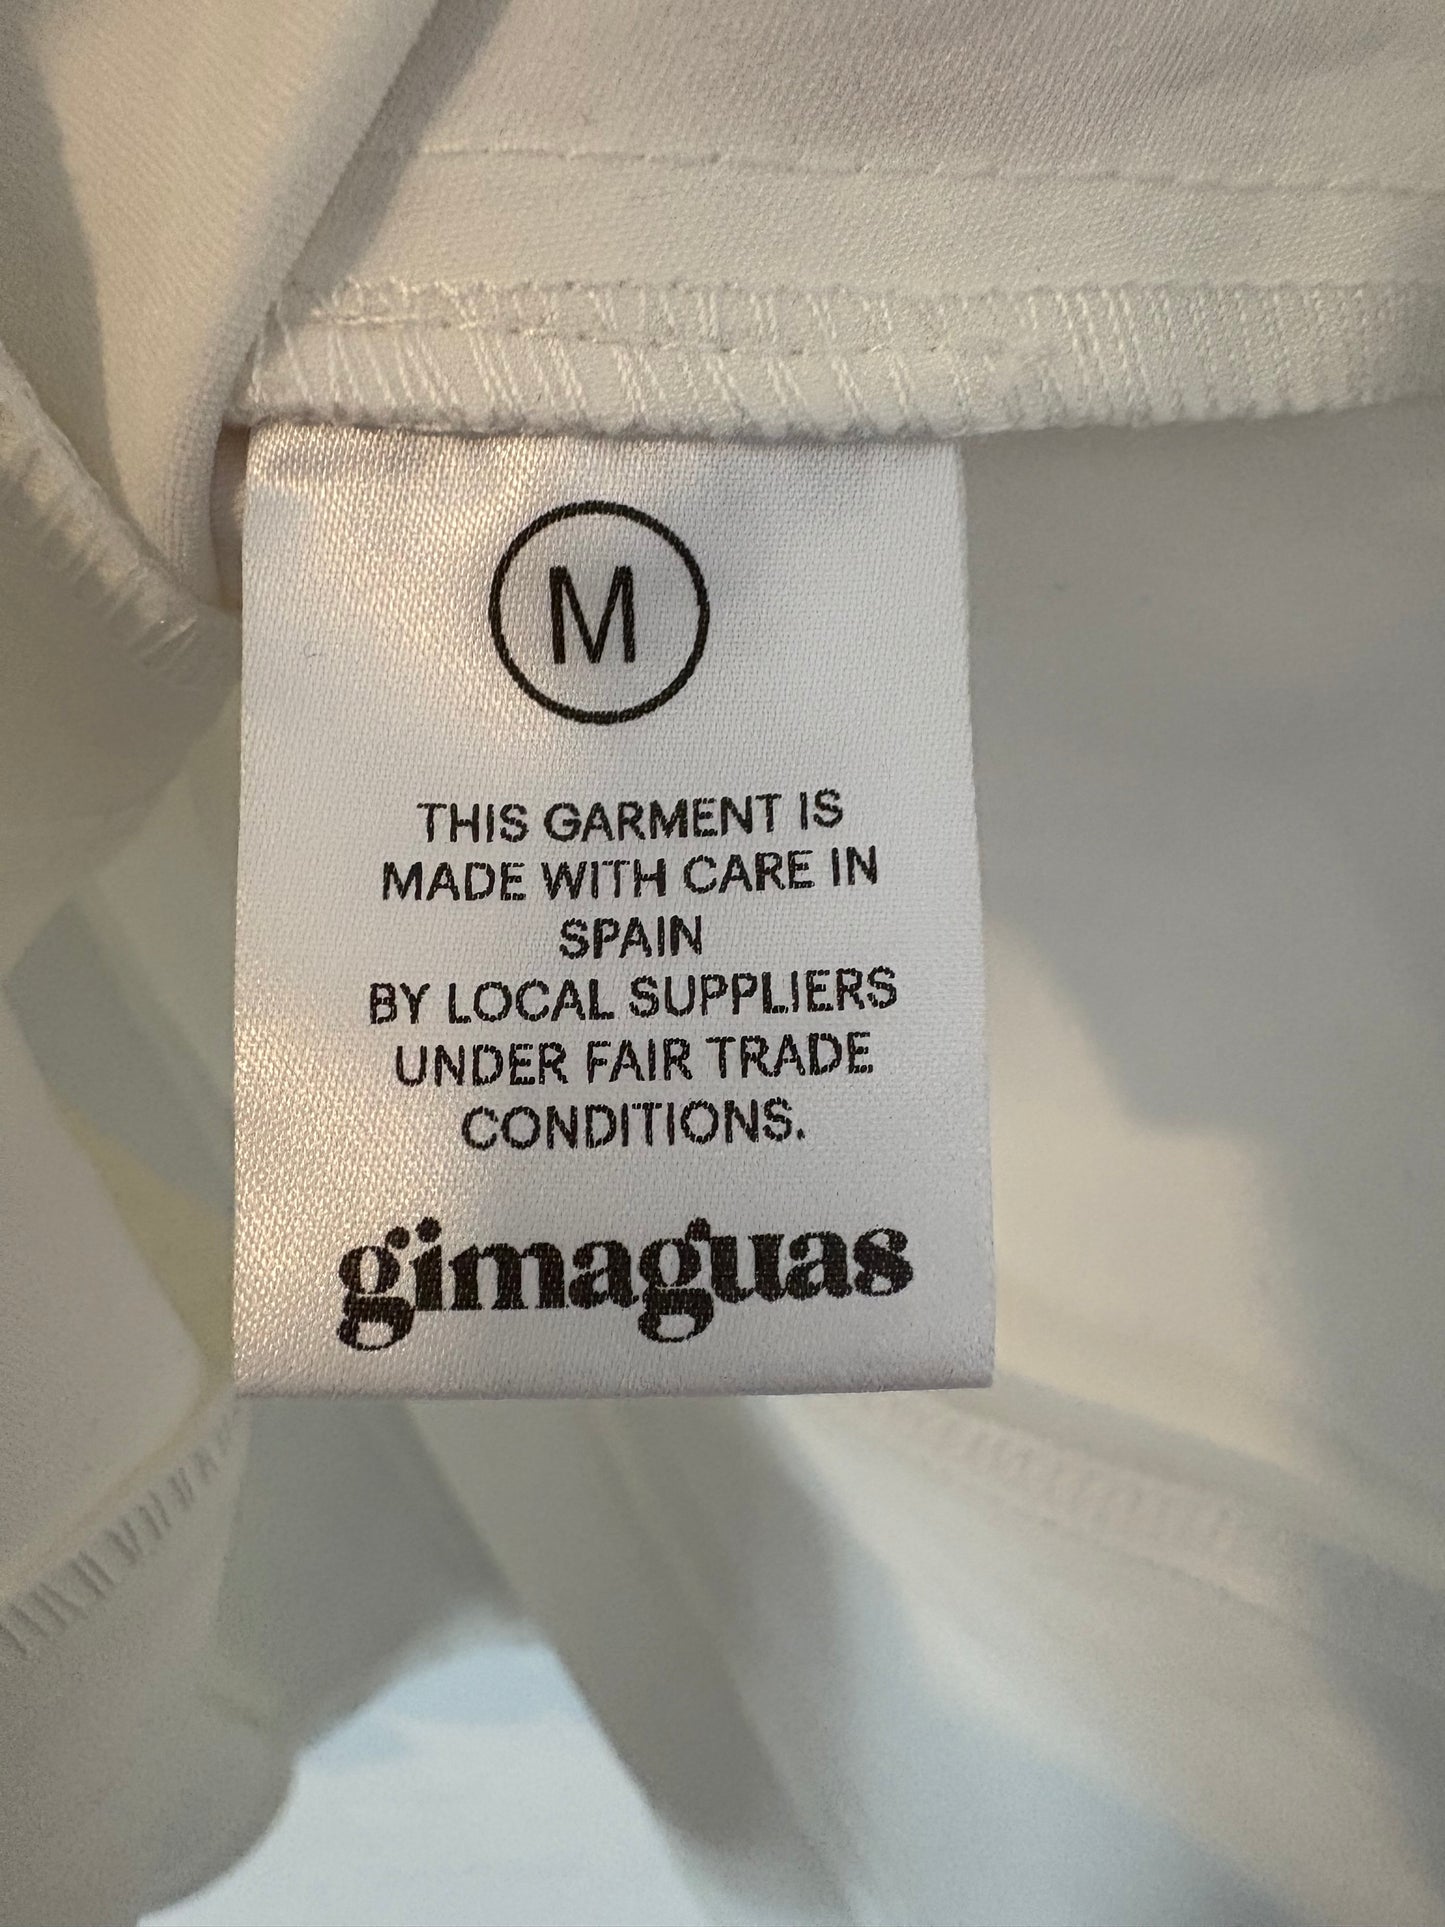 M
THIS GARMENT IS
MADE WITH CARE IN
SPAIN
BY LOCAL SUPPLIERS
UNDER FAIR TRADE
CONDITIONS.
gimaguas